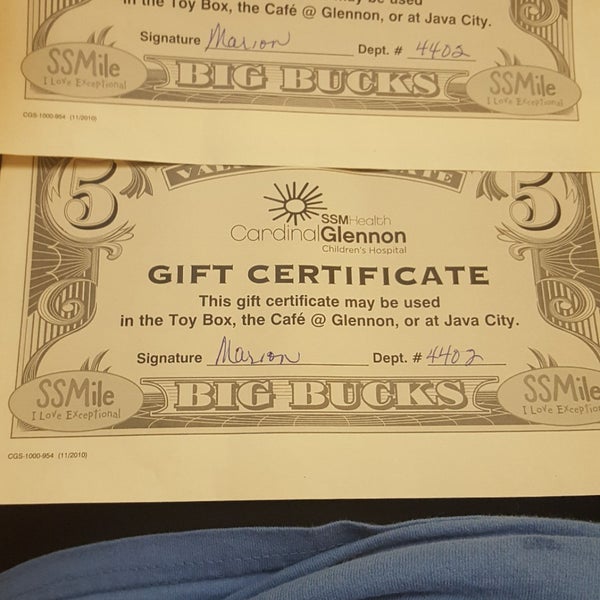 in the Toy Box, the Café @ Glennon, or at Java City.
Signature Marion Dept. # 4402
SSMile BIG BUCKS SSMile
I Love Exceptional I Love Exceptional
CGS-1000-954 (11/2010)
5 5
SSMHealth
CardinalGlennon
Children's Hospital
GIFT CERTIFICATE
This gift certificate may be used
in the Toy Box, the Café @ Glennon, or at Java City.
Signature Marion Dept. # 4402
SSMile BIG BUCKS SSMile
I Love Exceptional I Love Exceptio
CGS-1000-954 (11/2010)